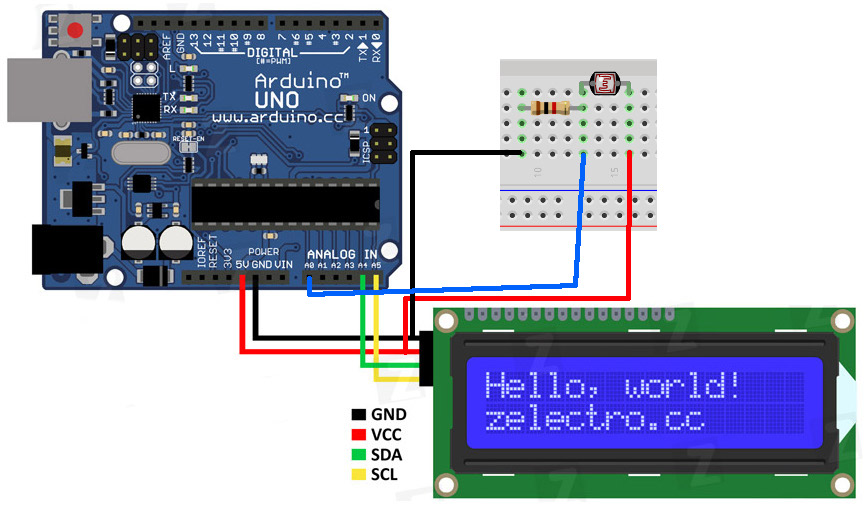 AREF
GND
13
12
#11
#10
#9
8
7
#6
#5
4
#3
2
TX▶1
RX◀0
DIGITAL
[#=PWM]
L
TX
RX
Arduino™
UNO
www.arduino.cc
ON
RESET-EN
1
ICSP
IOREF
RESET
3V3
5V
GND
VIN
POWER
ANALOG IN
A0 A1 A2 A3 A4 A5
10
15
Hello, world!
zelectro.cc
GND
VCC
SDA
SCL